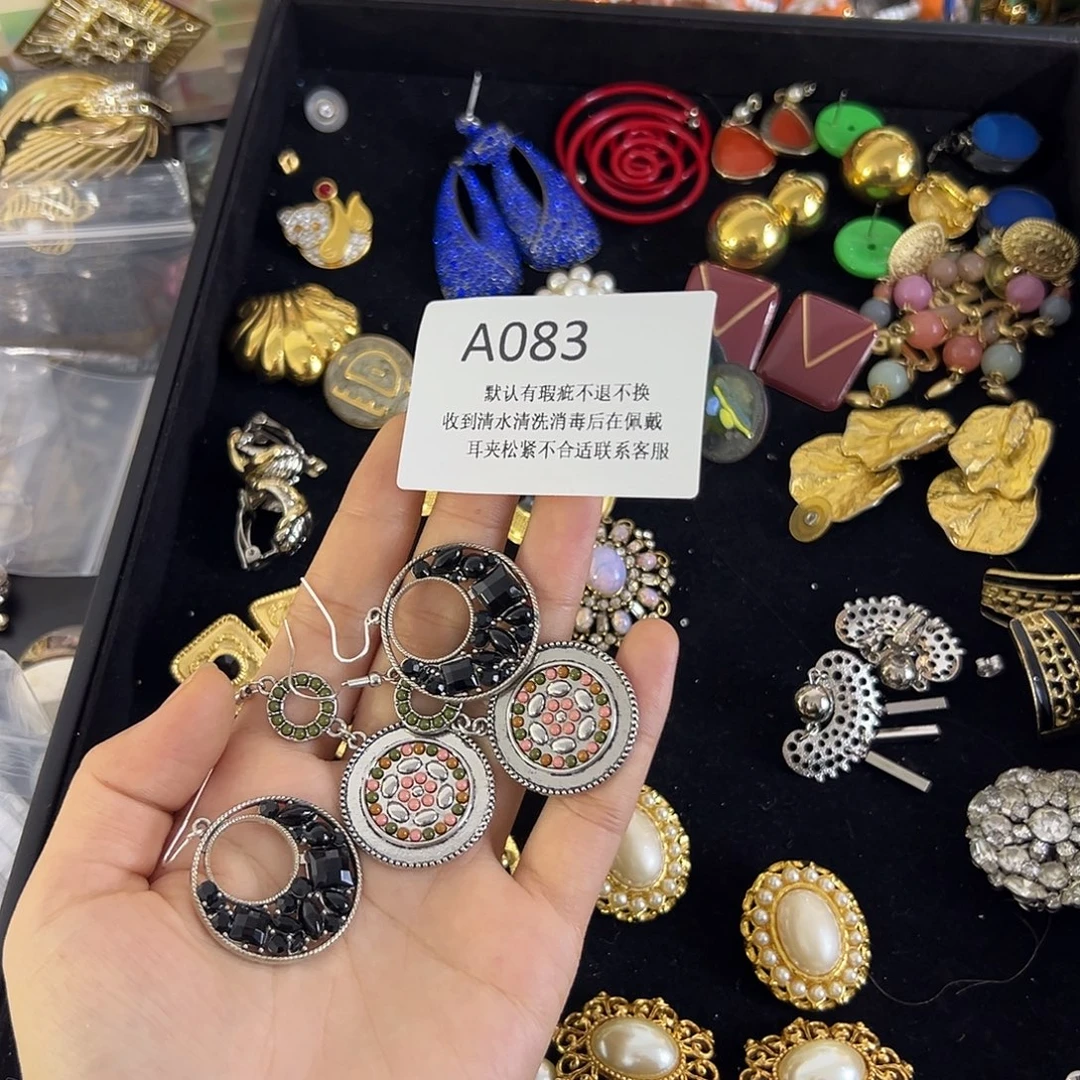 A083
默认有瑕疵不退不换
收到清水清洗消毒后在佩戴
耳夹松紧不合适联系客服